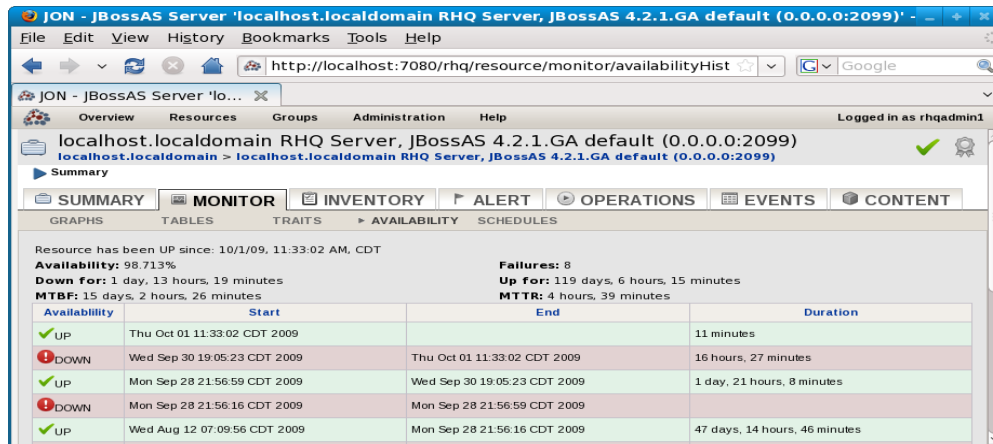 JON - JBossAS Server 'localhost.localdomain RHQ Server, JBossAS 4.2.1.GA default (0.0.0.0:2099)' -
File Edit View History Bookmarks Tools Help
http://localhost:7080/rhq/resource/monitor/availabilityHist G Google
JON - JBossAS Server 'lo...
Overview Resources Groups Administration Help Logged in as rhqadmin1
localhost.localdomain RHQ Server, JBossAS 4.2.1.GA default (0.0.0.0:2099)
localhost.localdomain > localhost.localdomain RHQ Server, JBossAS 4.2.1.GA default (0.0.0.0:2099)
Summary
SUMMARY MONITOR INVENTORY ALERT OPERATIONS EVENTS CONTENT
GRAPHS TABLES TRAITS AVAILABILITY SCHEDULES
Resource has been UP since: 10/1/09, 11:33:02 AM, CDT
Availability: 98.713% Failures: 8
Down for: 1 day, 13 hours, 19 minutes Up for: 119 days, 6 hours, 15 minutes
MTBF: 15 days, 2 hours, 26 minutes MTTR: 4 hours, 39 minutes
Availablility Start End Duration
UP Thu Oct 01 11:33:02 CDT 2009 11 minutes
DOWN Wed Sep 30 19:05:23 CDT 2009 Thu Oct 01 11:33:02 CDT 2009 16 hours, 27 minutes
UP Mon Sep 28 21:56:59 CDT 2009 Wed Sep 30 19:05:23 CDT 2009 1 day, 21 hours, 8 minutes
DOWN Mon Sep 28 21:56:16 CDT 2009 Mon Sep 28 21:56:59 CDT 2009
UP Wed Aug 12 07:09:56 CDT 2009 Mon Sep 28 21:56:16 CDT 2009 47 days, 14 hours, 46 minutes